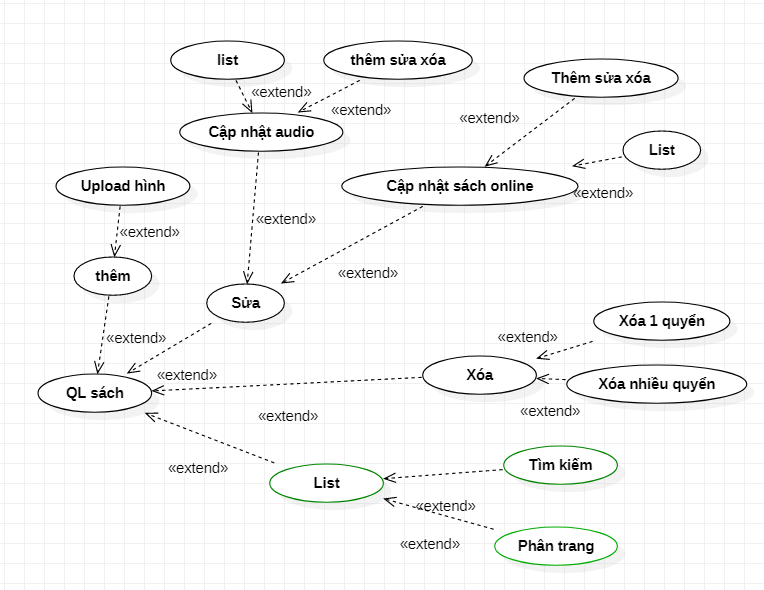 list
thêm sửa xóa
Thêm sửa xóa
«extend»
«extend»
«extend»
Cập nhật audio
List
Upload hình
Cập nhật sách online
«extend»
«extend»
«extend»
thêm
«extend»
Sửa
«extend»
«extend»
Xóa 1 quyển
«extend»
Xóa
Xóa nhiều quyển
QL sách
«extend»
«extend»
«extend»
«extend»
Tìm kiếm
List
«extend»
Phân trang
«extend»